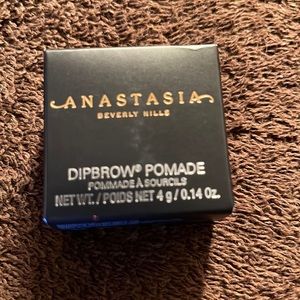 ANASTASIA
BEVERLY HILLS
DIPBROW® POMADE
POMMADE À SOURCILS
NET WT. / POIDS NET 4 g / 0.14 Oz.